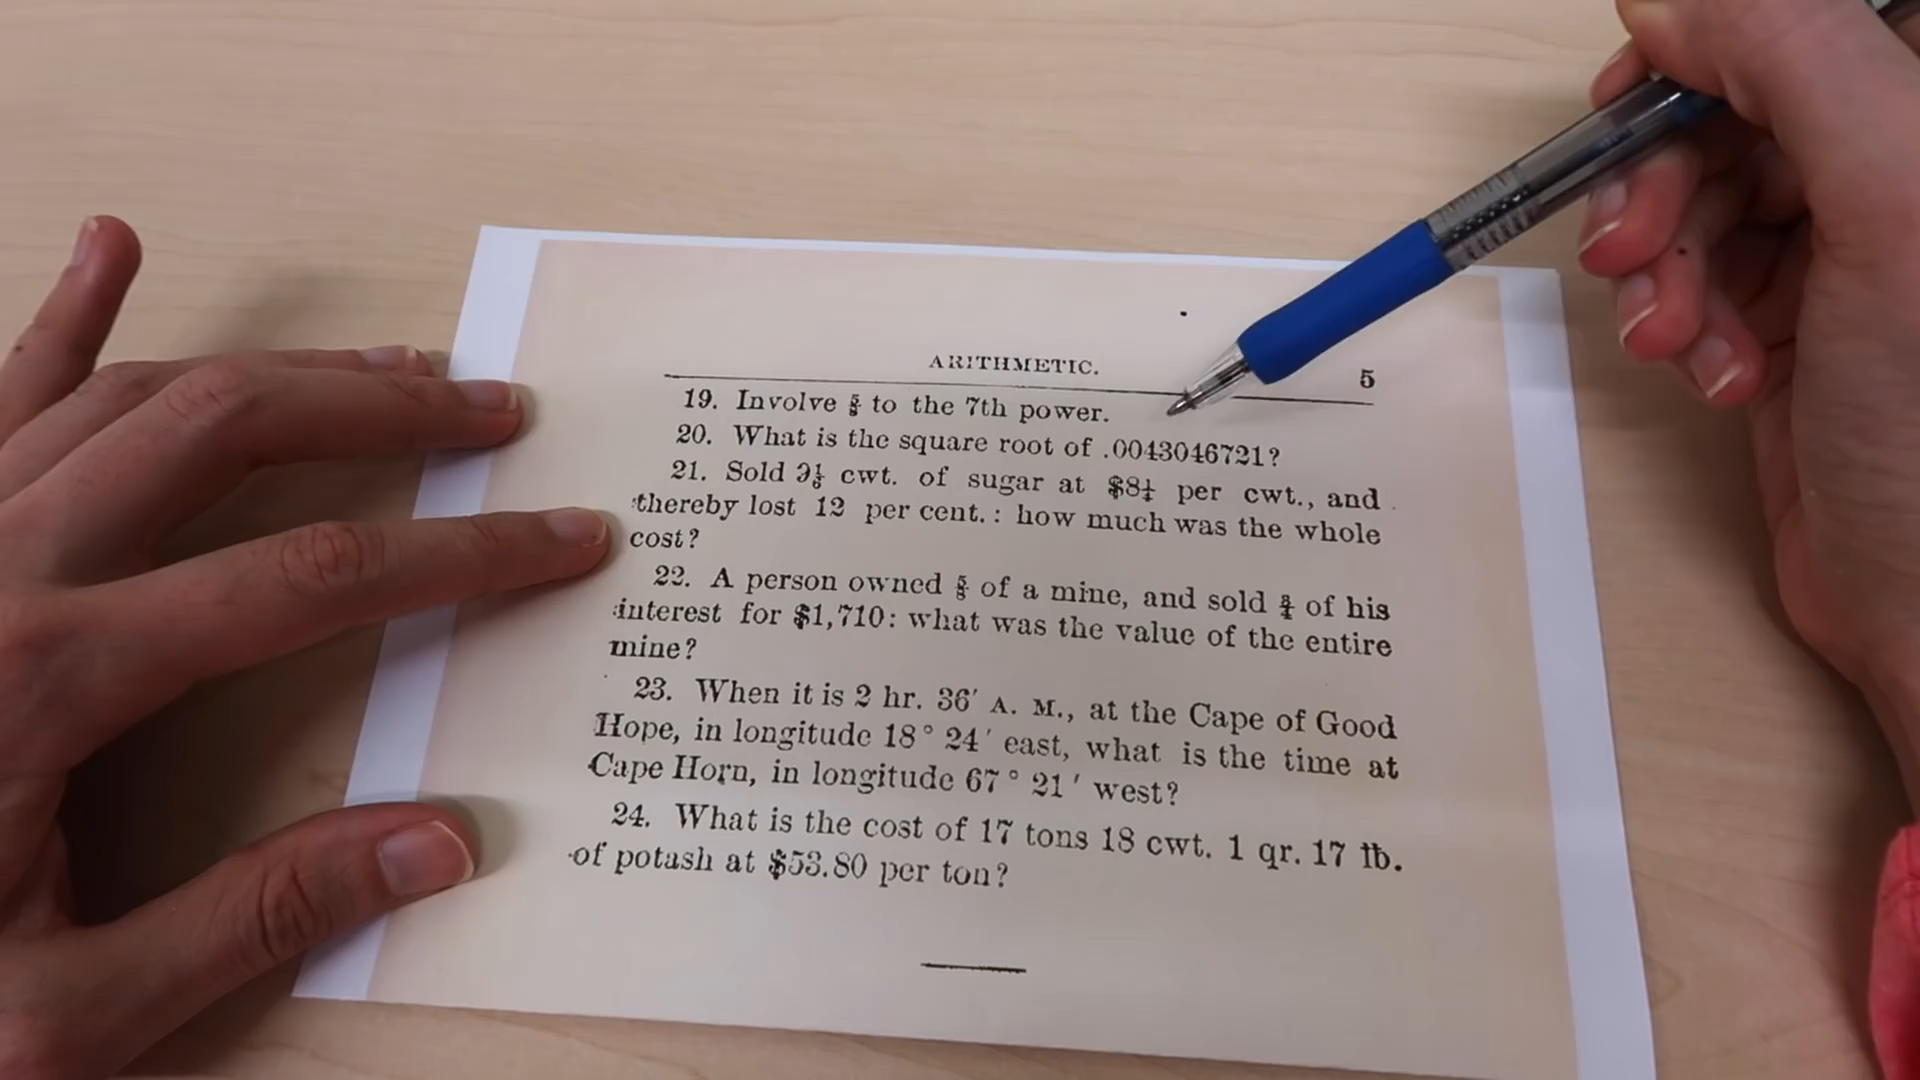 ARITHMETIC. 5
19. Involve ⅝ to the 7th power.
20. What is the square root of .0043046721?
21. Sold 9⅙ cwt. of sugar at $8¼ per cwt., and
thereby lost 12 per cent.: how much was the whole
cost?
22. A person owned ⅝ of a mine, and sold ¾ of his
interest for $1,710: what was the value of the entire
mine?
23. When it is 2 hr. 36′ A. M., at the Cape of Good
Hope, in longitude 18° 24′ east, what is the time at
Cape Horn, in longitude 67° 21′ west?
24. What is the cost of 17 tons 18 cwt. 1 qr. 17 lb.
of potash at $53.80 per ton?